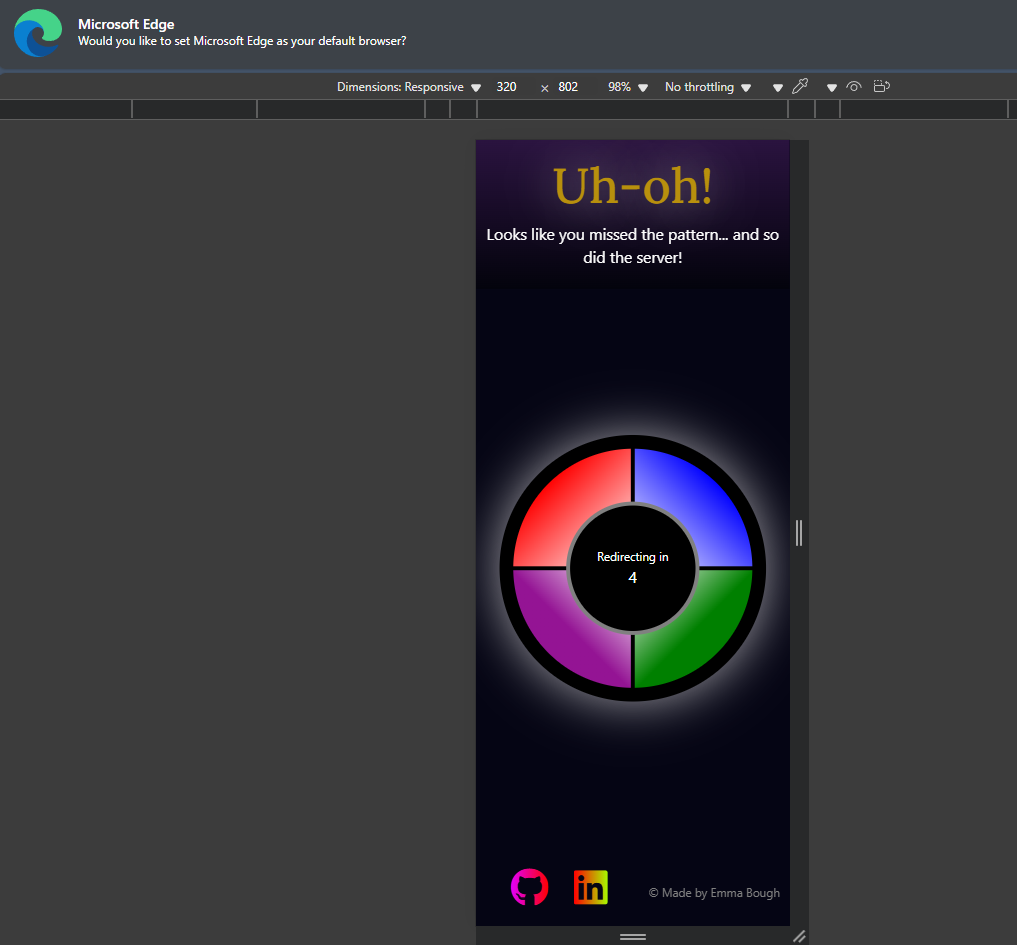 Microsoft Edge
Would you like to set Microsoft Edge as your default browser?
Dimensions: Responsive 320 × 802 98% No throttling
Uh-oh!
Looks like you missed the pattern... and so
did the server!
Redirecting in
4
in
© Made by Emma Bough